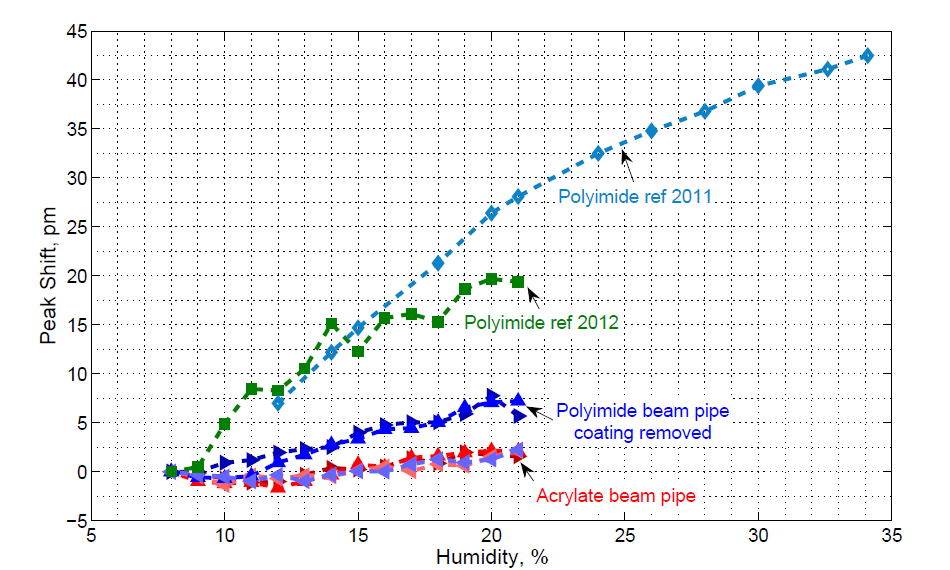 45
40
35
30
25
20
15
10
5
0
−5
Peak Shift, pm
Polyimide ref 2011
Polyimide ref 2012
Polyimide beam pipe
coating removed
Acrylate beam pipe
5 10 15 20 25 30 35
Humidity, %